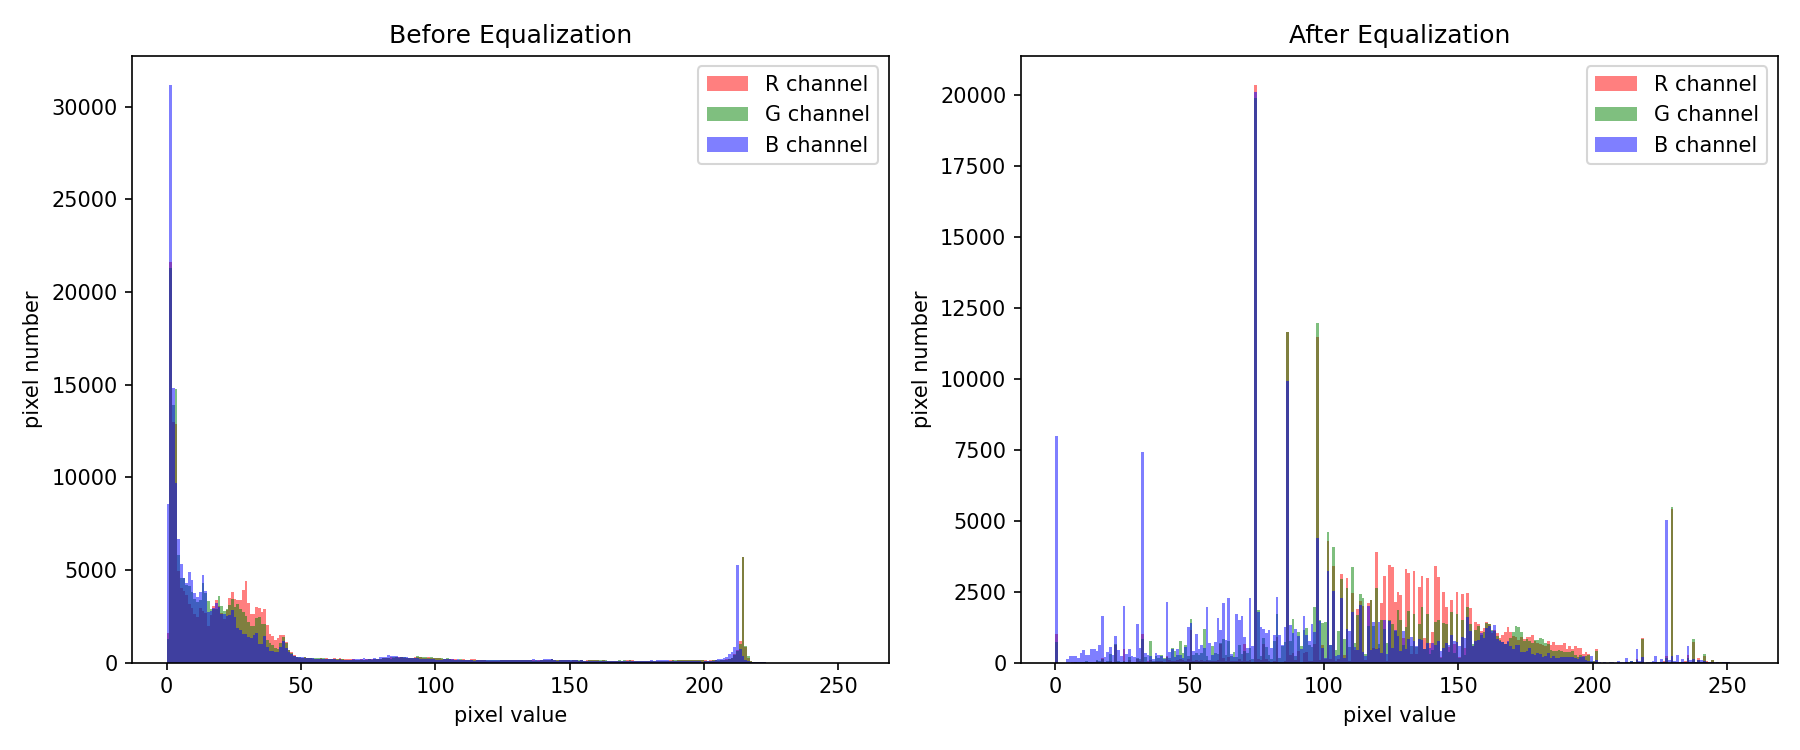 Before Equalization
R channel
G channel
B channel
30000
25000
20000
15000
10000
5000
0
0 50 100 150 200 250
pixel number
pixel value
After Equalization
R channel
G channel
B channel
20000
17500
15000
12500
10000
7500
5000
2500
0
0 50 100 150 200 250
pixel number
pixel value